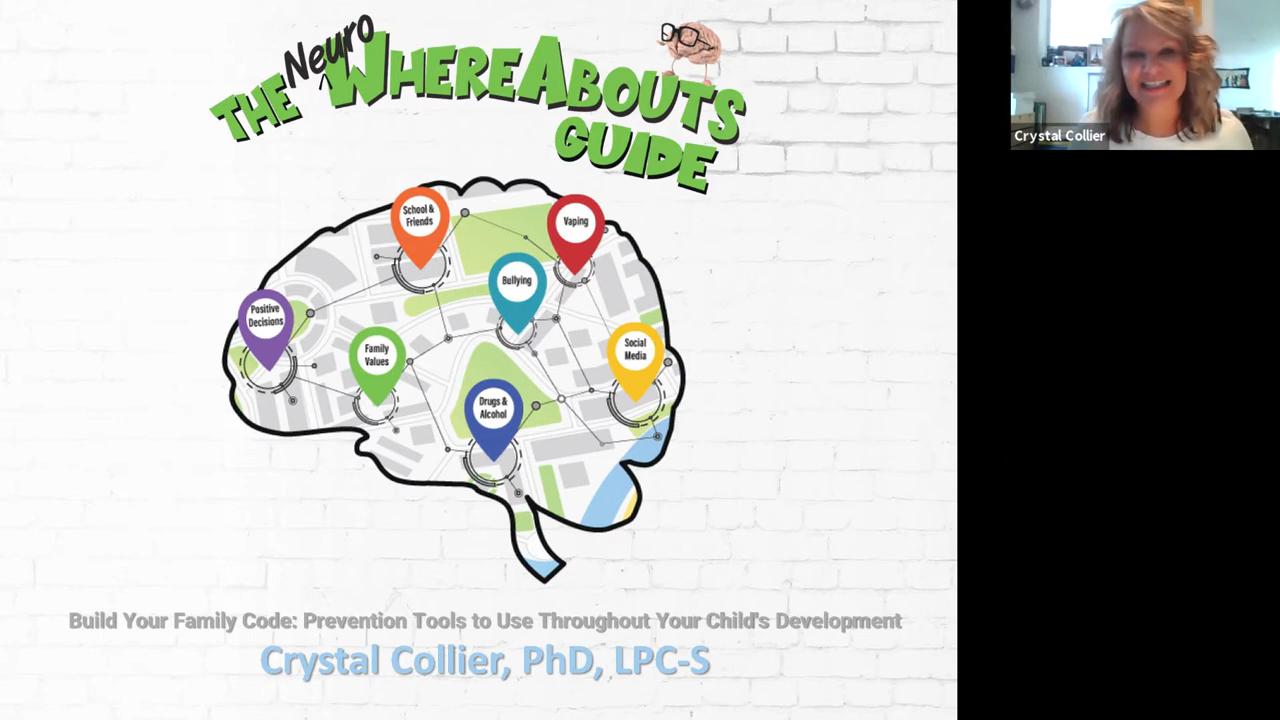 THE Neuro WHEREABOUTS
GUIDE
School &
Friends
Vaping
Bullying
Positive
Decisions
Family
Values
Social
Media
Drugs &
Alcohol
Build Your Family Code: Prevention Tools to Use Throughout Your Child's Development
Crystal Collier, PhD, LPC-S
Crystal Collier